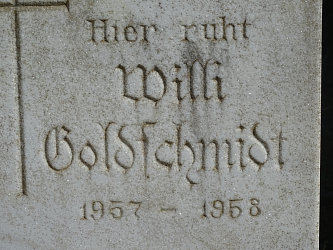 Hier ruht
Willi
Goldschmidt
1957 - 1958